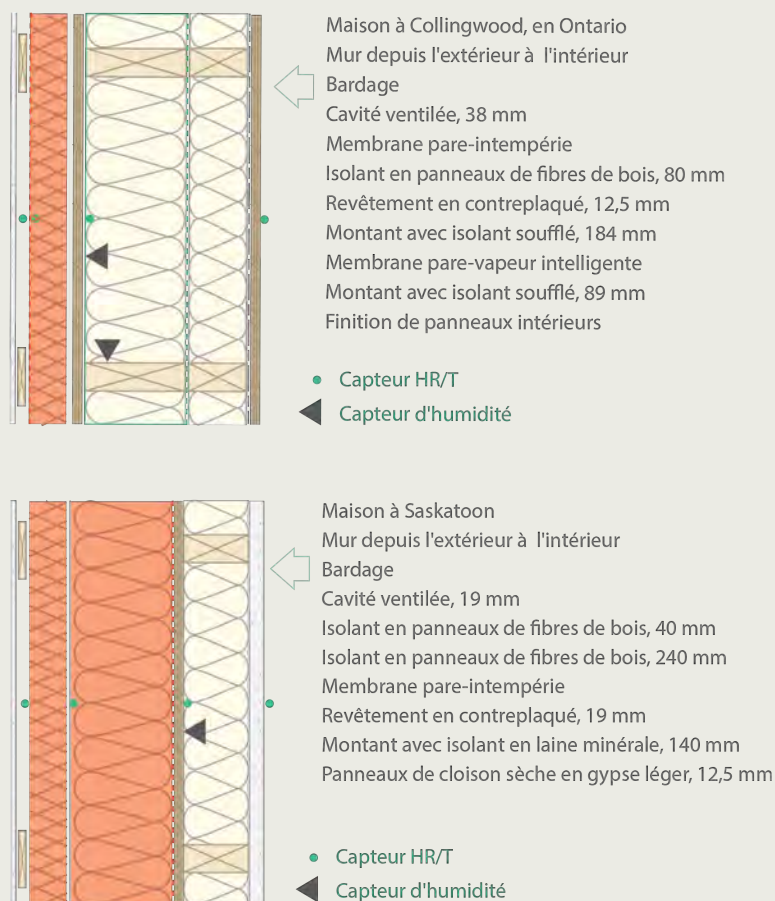 Maison à Collingwood, en Ontario
Mur depuis l'extérieur à l'intérieur
Bardage
Cavité ventilée, 38 mm
Membrane pare-intempérie
Isolant en panneaux de fibres de bois, 80 mm
Revêtement en contreplaqué, 12,5 mm
Montant avec isolant soufflé, 184 mm
Membrane pare-vapeur intelligente
Montant avec isolant soufflé, 89 mm
Finition de panneaux intérieurs
Capteur HR/T
Capteur d'humidité
Maison à Saskatoon
Mur depuis l'extérieur à l'intérieur
Bardage
Cavité ventilée, 19 mm
Isolant en panneaux de fibres de bois, 40 mm
Isolant en panneaux de fibres de bois, 240 mm
Membrane pare-intempérie
Revêtement en contreplaqué, 19 mm
Montant avec isolant en laine minérale, 140 mm
Panneaux de cloison sèche en gypse léger, 12,5 mm
Capteur HR/T
Capteur d'humidité